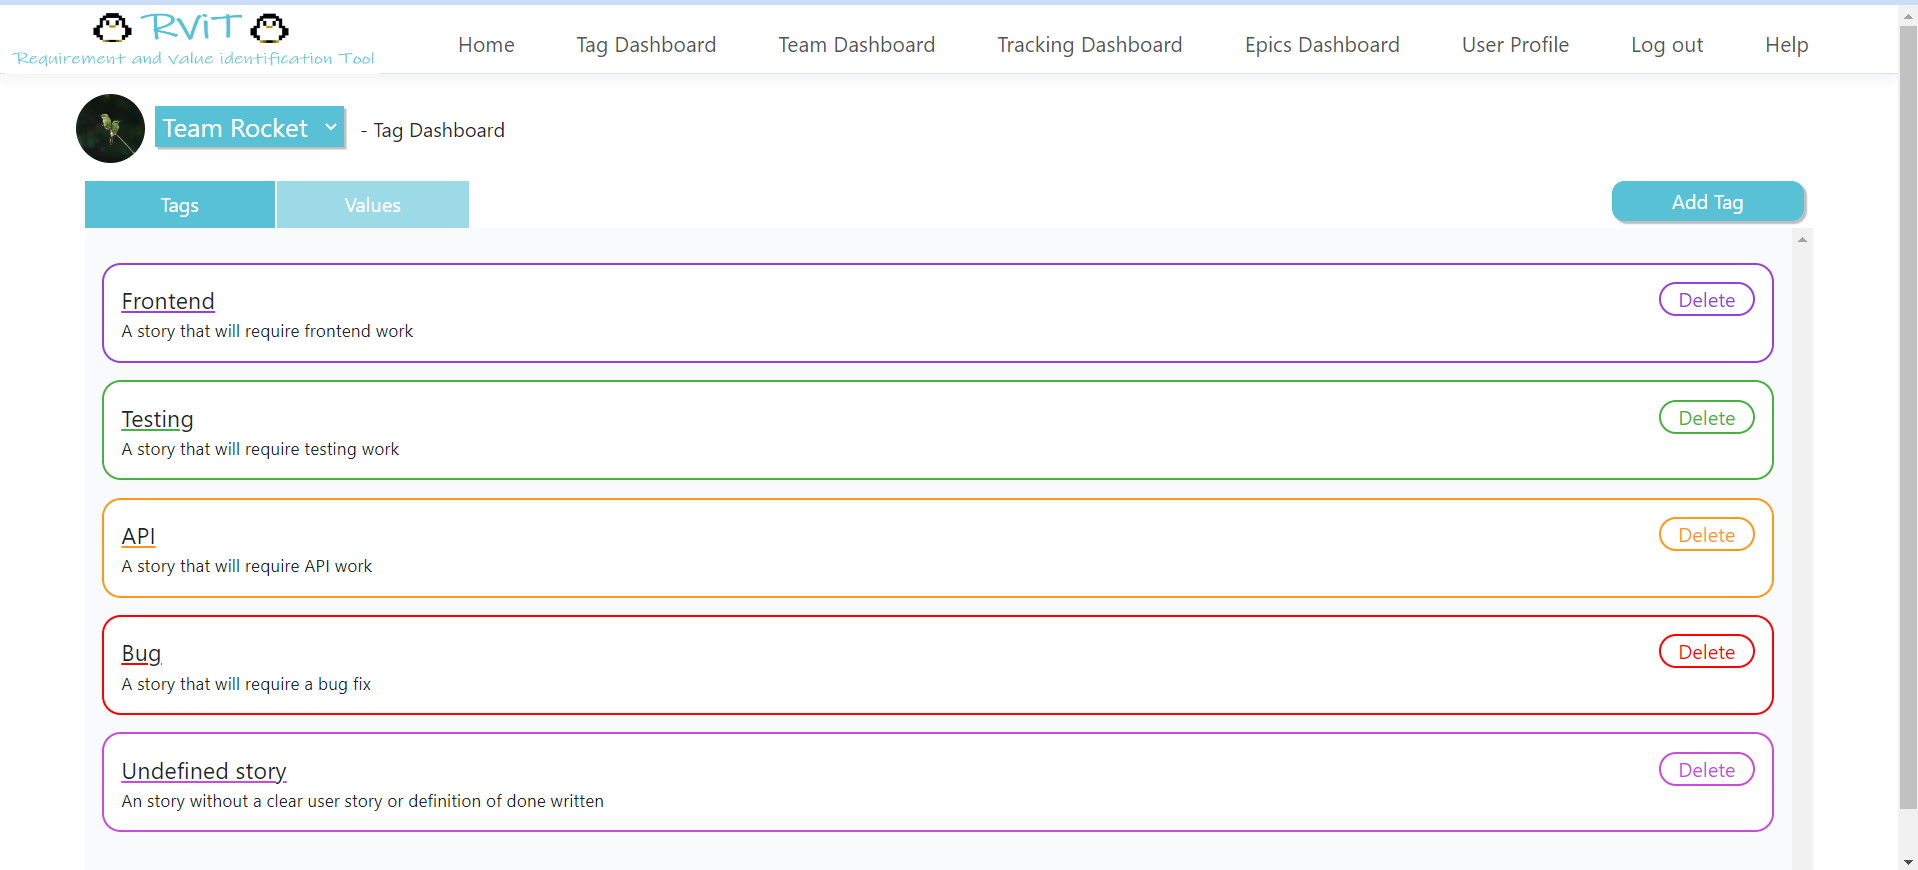 RViT
Requirement and Value identification Tool
Home Tag Dashboard Team Dashboard Tracking Dashboard Epics Dashboard User Profile Log out Help
Team Rocket - Tag Dashboard
Tags Values Add Tag
Frontend Delete
A story that will require frontend work
Testing Delete
A story that will require testing work
API Delete
A story that will require API work
Bug Delete
A story that will require a bug fix
Undefined story Delete
An story without a clear user story or definition of done written